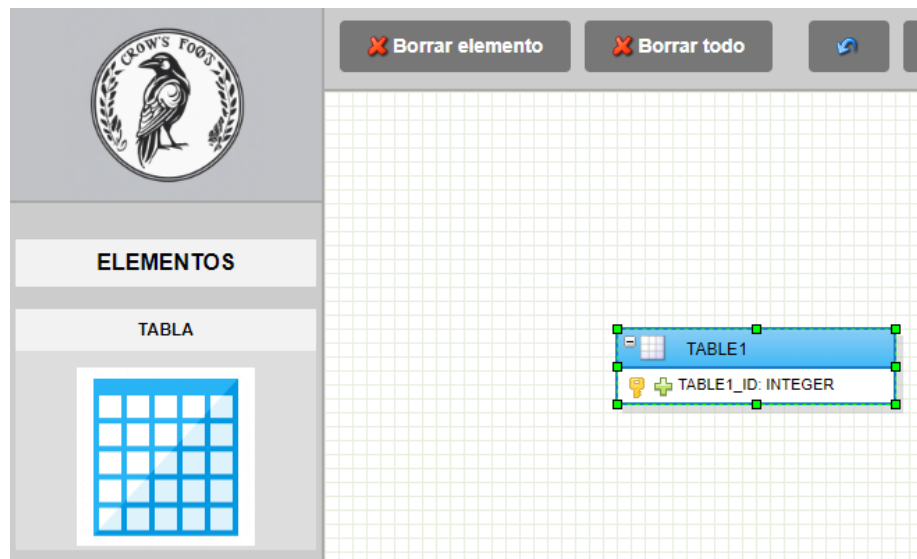 CROW'S FOOT
Borrar elemento
Borrar todo
ELEMENTOS
TABLA
TABLE1
TABLE1_ID: INTEGER